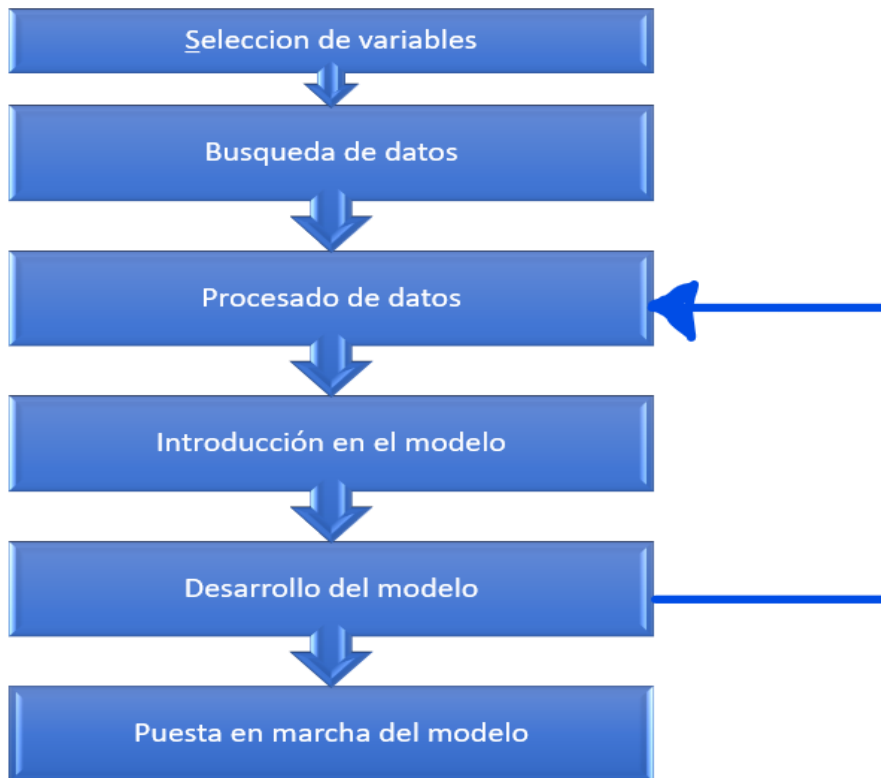 Seleccion de variables
Busqueda de datos
Procesado de datos
Introducción en el modelo
Desarrollo del modelo
Puesta en marcha del modelo